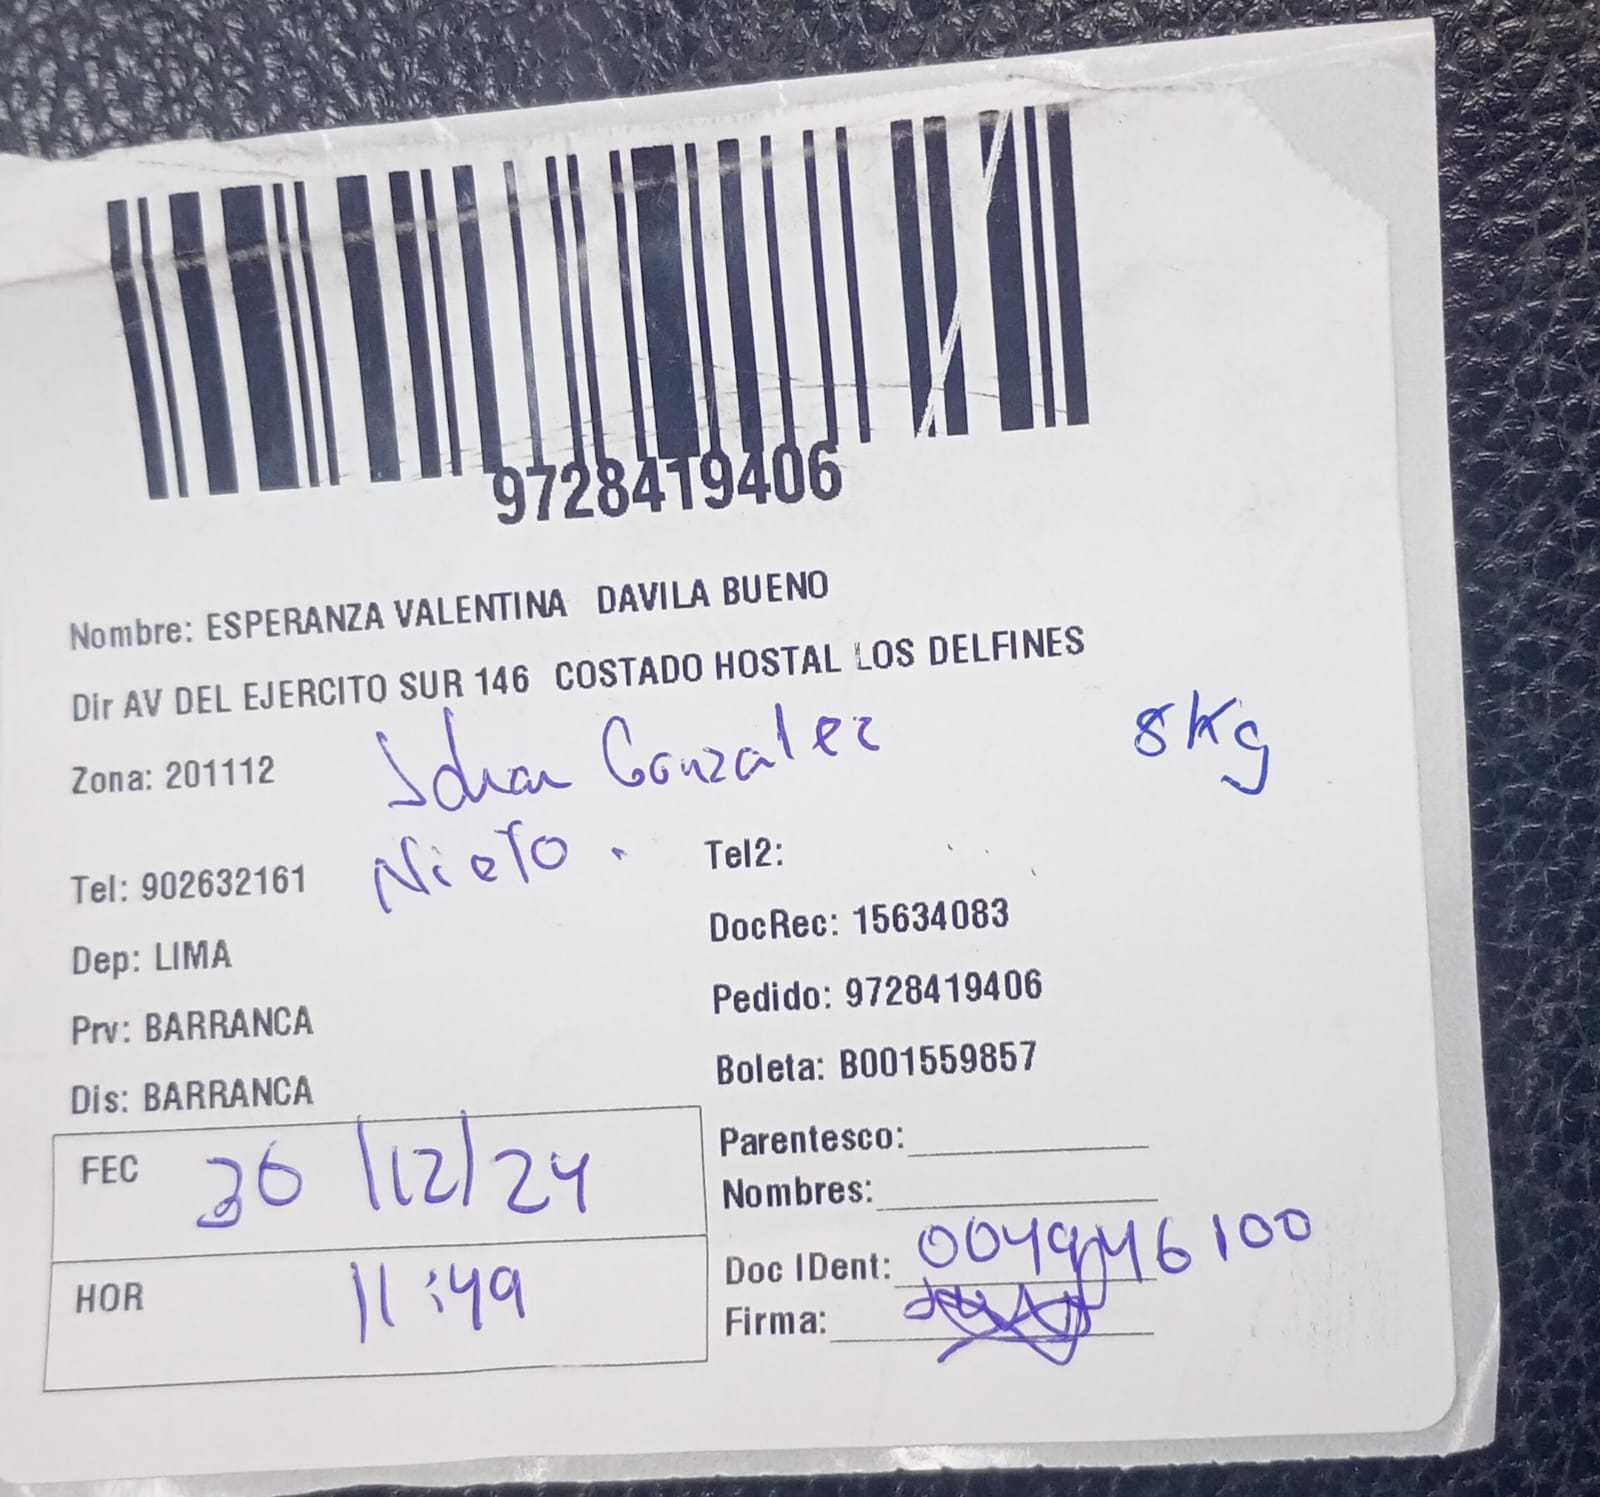 9728419406
Nombre: ESPERANZA VALENTINA DAVILA BUENO
Dir AV DEL EJERCITO SUR 146 COSTADO HOSTAL LOS DELFINES
Zona: 201112
Gonzalez
8Kg
Nieto.
Tel: 902632161
Tel2:
Dep: LIMA
DocRec: 15634083
Prv: BARRANCA
Pedido: 9728419406
Dis: BARRANCA
Boleta: B001559857
FEC 30/12/24
Parentesco:
Nombres:
HOR 11:49
Doc IDent:
Firma: